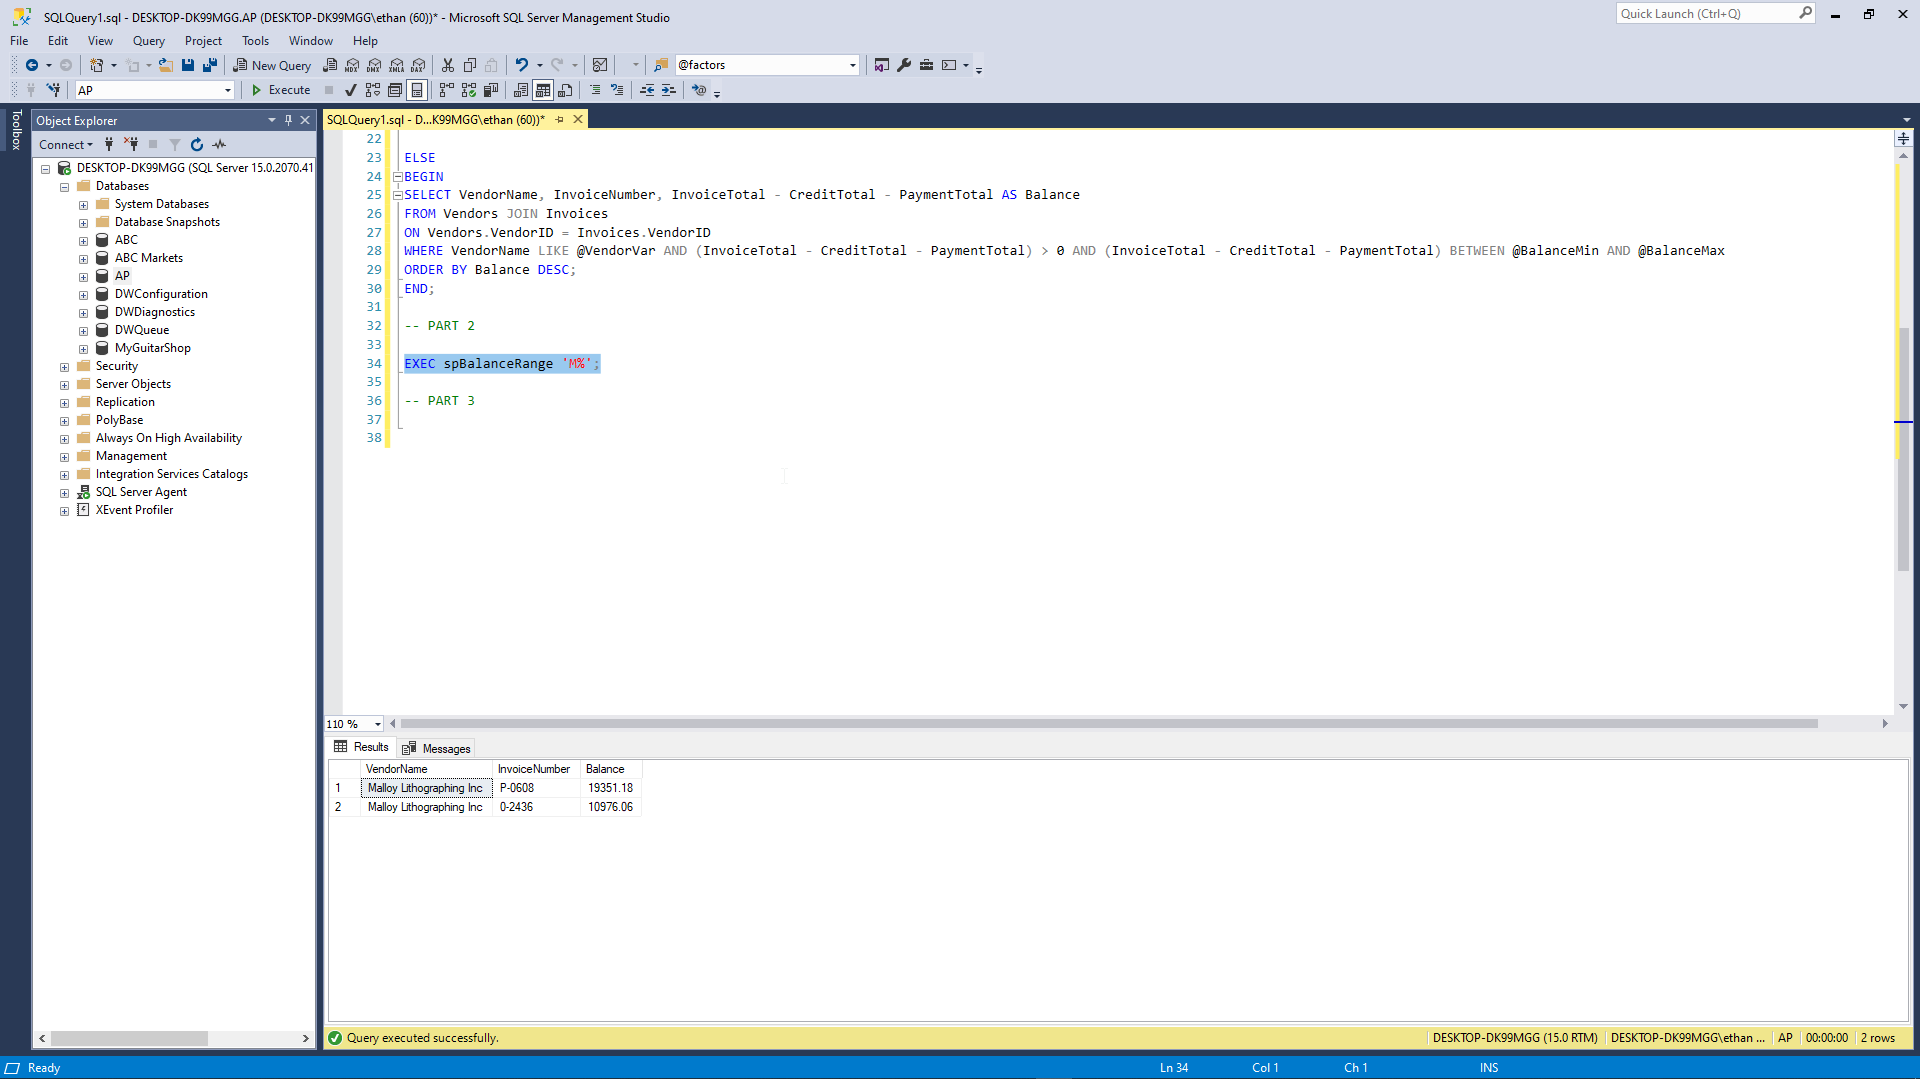 SQLQuery1.sql - DESKTOP-DK99MGG.AP (DESKTOP-DK99MGG\ethan (60))* - Microsoft SQL Server Management Studio
Quick Launch (Ctrl+Q)
File Edit View Query Project Tools Window Help
New Query
MDX DMX XMLA DAX
@factors
AP
Execute
Toolbox
Object Explorer
Connect
DESKTOP-DK99MGG (SQL Server 15.0.2070.41
Databases
System Databases
Database Snapshots
ABC
ABC Markets
AP
DWConfiguration
DWDiagnostics
DWQueue
MyGuitarShop
Security
Server Objects
Replication
PolyBase
Always On High Availability
Management
Integration Services Catalogs
SQL Server Agent
XEvent Profiler
SQLQuery1.sql - D...K99MGG\ethan (60))*
22
23 ELSE
24 BEGIN
25 SELECT VendorName, InvoiceNumber, InvoiceTotal - CreditTotal - PaymentTotal AS Balance
26 FROM Vendors JOIN Invoices
27 ON Vendors.VendorID = Invoices.VendorID
28 WHERE VendorName LIKE @VendorVar AND (InvoiceTotal - CreditTotal - PaymentTotal) > 0 AND (InvoiceTotal - CreditTotal - PaymentTotal) BETWEEN @BalanceMin AND @BalanceMax
29 ORDER BY Balance DESC;
30 END;
31
32 -- PART 2
33
34 EXEC spBalanceRange 'M%';
35
36 -- PART 3
37
38
110 %
Results Messages
VendorName InvoiceNumber Balance
1 Malloy Lithographing Inc P-0608 19351.18
2 Malloy Lithographing Inc 0-2436 10976.06
Query executed successfully.
DESKTOP-DK99MGG (15.0 RTM) DESKTOP-DK99MGG\ethan ... AP 00:00:00 2 rows
Ready
Ln 34 Col 1 Ch 1 INS